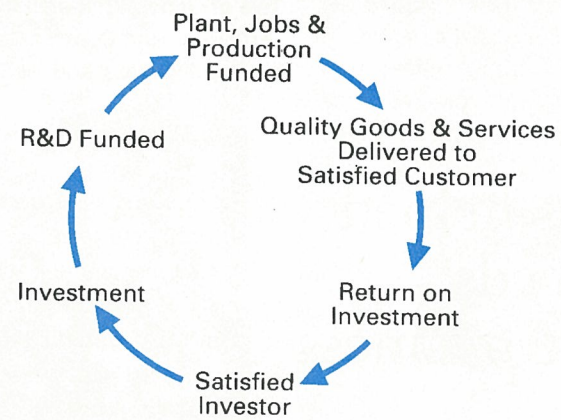 Plant, Jobs &
Production
Funded
Quality Goods & Services
Delivered to
Satisfied Customer
Return on
Investment
Satisfied
Investor
Investment
R&D Funded